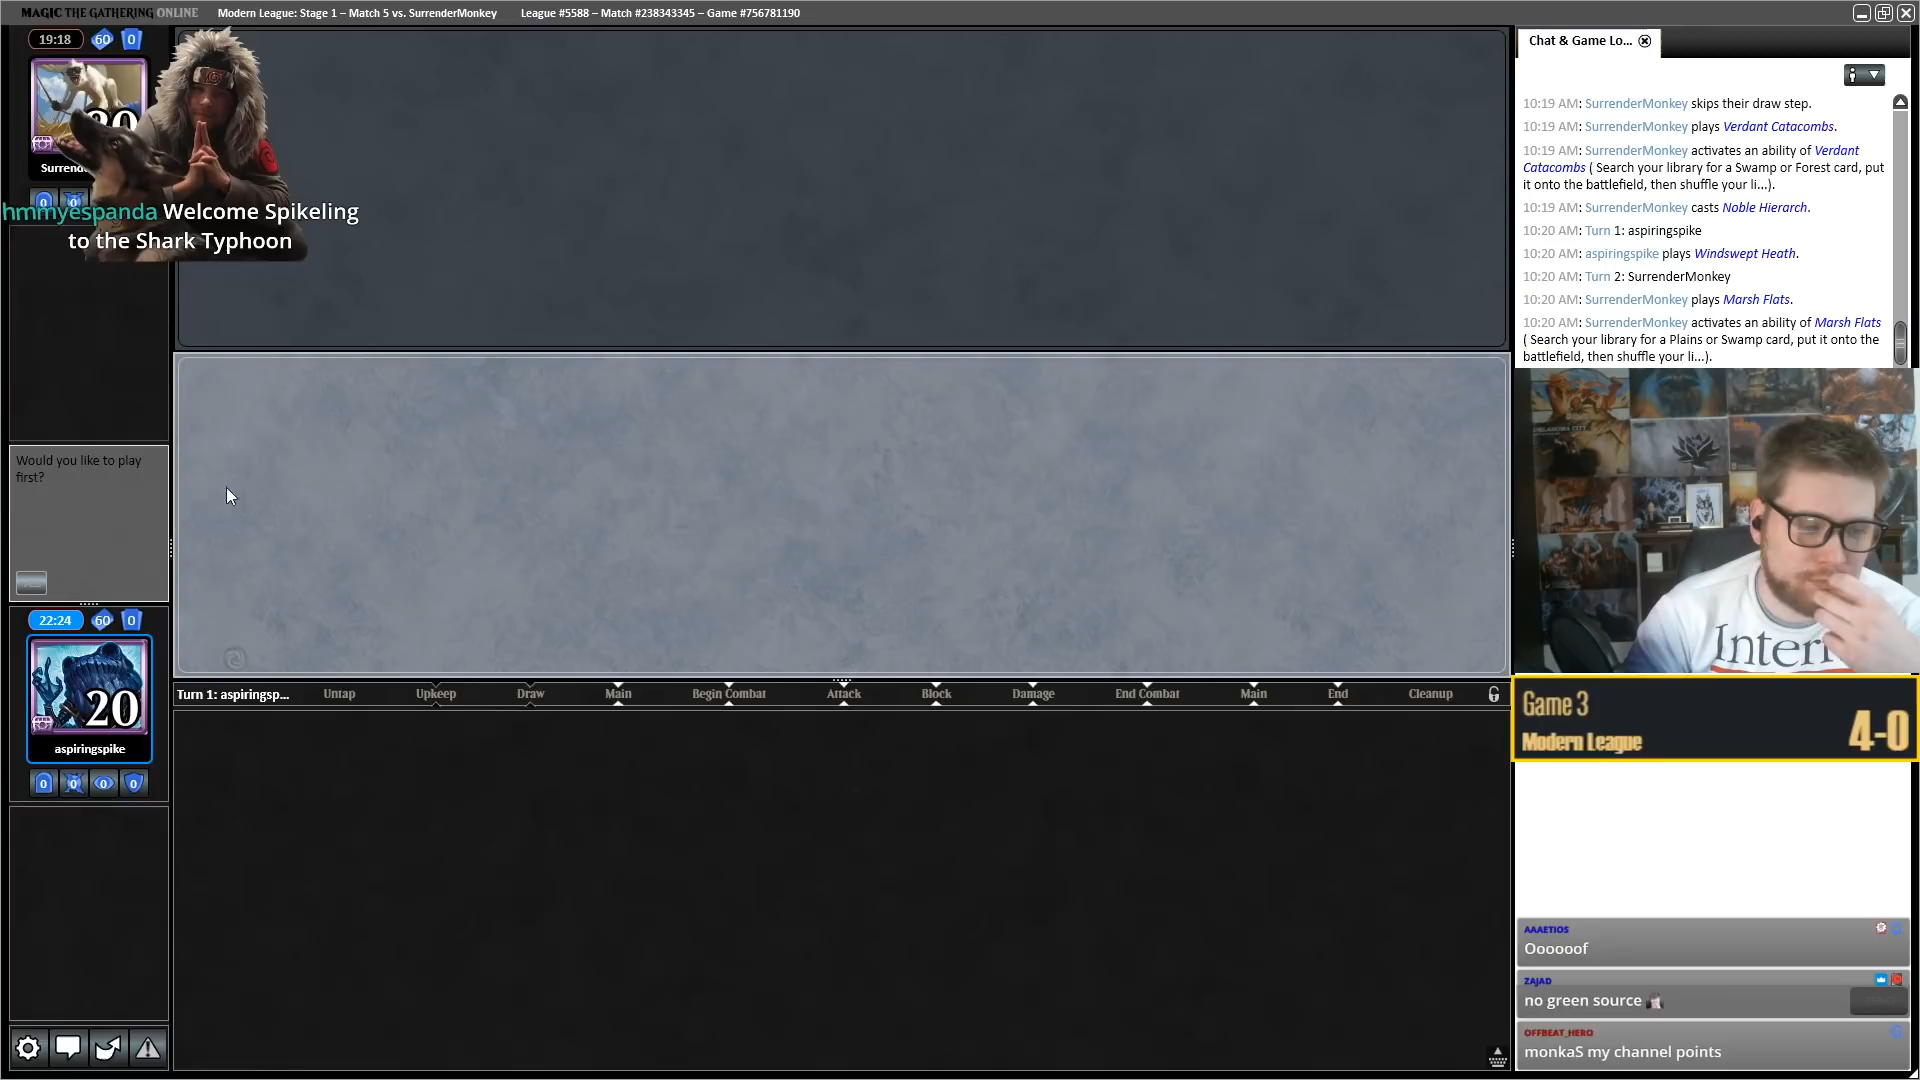 MAGIC THE GATHERING ONLINE
Modern League: Stage 1 – Match 5 vs. SurrenderMonkey
League #5588 – Match #238343345 – Game #756781190
19:18
60
0
Surrend
0
hmmyespanda Welcome Spikeling
to the Shark Typhoon
Would you like to play
first?
22:24
60
0
20
aspiringspike
0
0
0
0
Turn 1: aspiringsp...
Untap
Upkeep
Draw
Main
Begin Combat
Attack
Block
Damage
End Combat
Main
End
Cleanup
Chat & Game Lo...
10:19 AM: SurrenderMonkey skips their draw step.
10:19 AM: SurrenderMonkey plays Verdant Catacombs.
10:19 AM: SurrenderMonkey activates an ability of Verdant
Catacombs ( Search your library for a Swamp or Forest card, put
it onto the battlefield, then shuffle your li...).
10:19 AM: SurrenderMonkey casts Noble Hierarch.
10:20 AM: Turn 1: aspiringspike
10:20 AM: aspiringspike plays Windswept Heath.
10:20 AM: Turn 2: SurrenderMonkey
10:20 AM: SurrenderMonkey plays Marsh Flats.
10:20 AM: SurrenderMonkey activates an ability of Marsh Flats
( Search your library for a Plains or Swamp card, put it onto the
battlefield, then shuffle your li...).
Inter
Game 3
Modern League
4-0
AAAETIOS
Oooooof
ZAJAD
no green source
OFFBEAT_HERO
monkaS my channel points